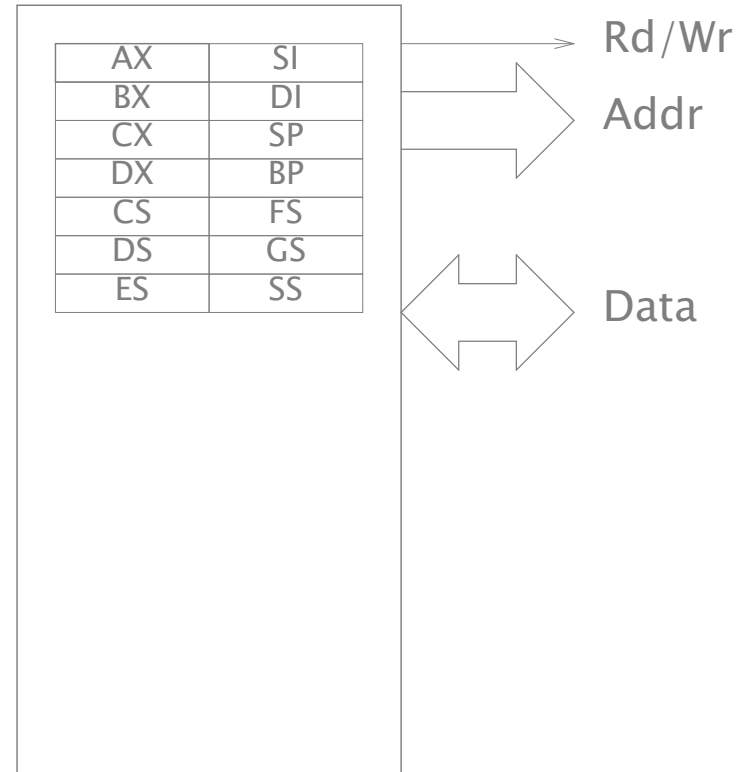 AX SI
BX DI
CX SP
DX BP
CS FS
DS GS
ES SS
Rd/Wr
Addr
Data